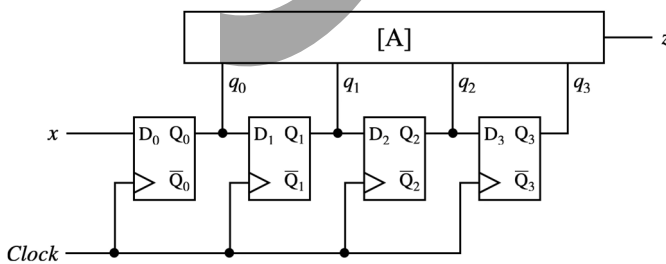 [A]
z
q₀ q₁ q₂ q₃
x D₀ Q₀ D₁ Q₁ D₂ Q₂ D₃ Q₃
Q̅₀ Q̅₁ Q̅₂ Q̅₃
Clock